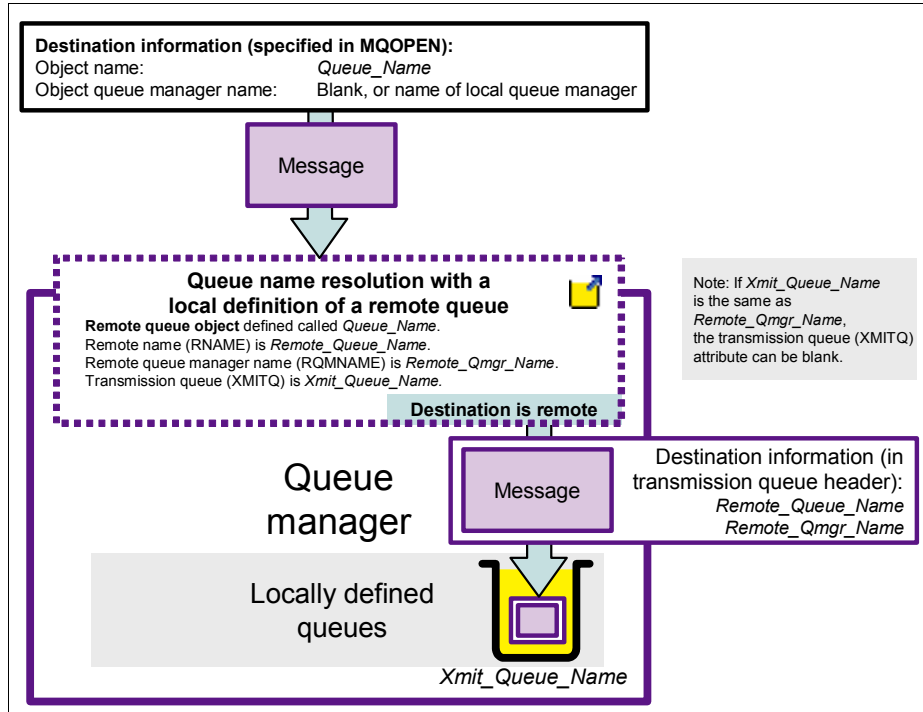 Destination information (specified in MQOPEN):
Object name: Queue_Name
Object queue manager name: Blank, or name of local queue manager
Message
Queue name resolution with a
local definition of a remote queue
Remote queue object defined called Queue_Name.
Remote name (RNAME) is Remote_Queue_Name.
Remote queue manager name (RQMNAME) is Remote_Qmgr_Name.
Transmission queue (XMITQ) is Xmit_Queue_Name.
Destination is remote
Note: If Xmit_Queue_Name
is the same as
Remote_Qmgr_Name,
the transmission queue (XMITQ)
attribute can be blank.
Queue
manager
Message
Destination information (in
transmission queue header):
Remote_Queue_Name
Remote_Qmgr_Name
Locally defined
queues
Xmit_Queue_Name